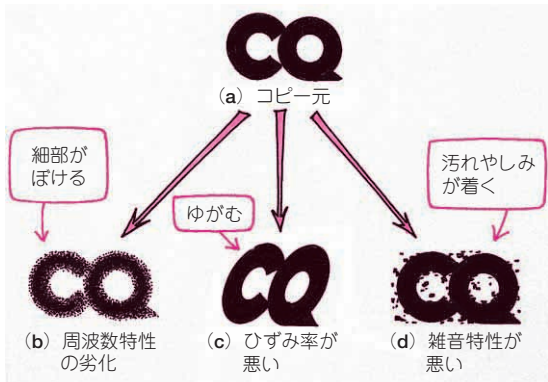 CQ
(a) コピー元
細部が
ぼける
ゆがむ
汚れやしみ
が着く
CQ
CQ
CQ
(b) 周波数特性
の劣化
(c) ひずみ率が
悪い
(d) 雑音特性が
悪い